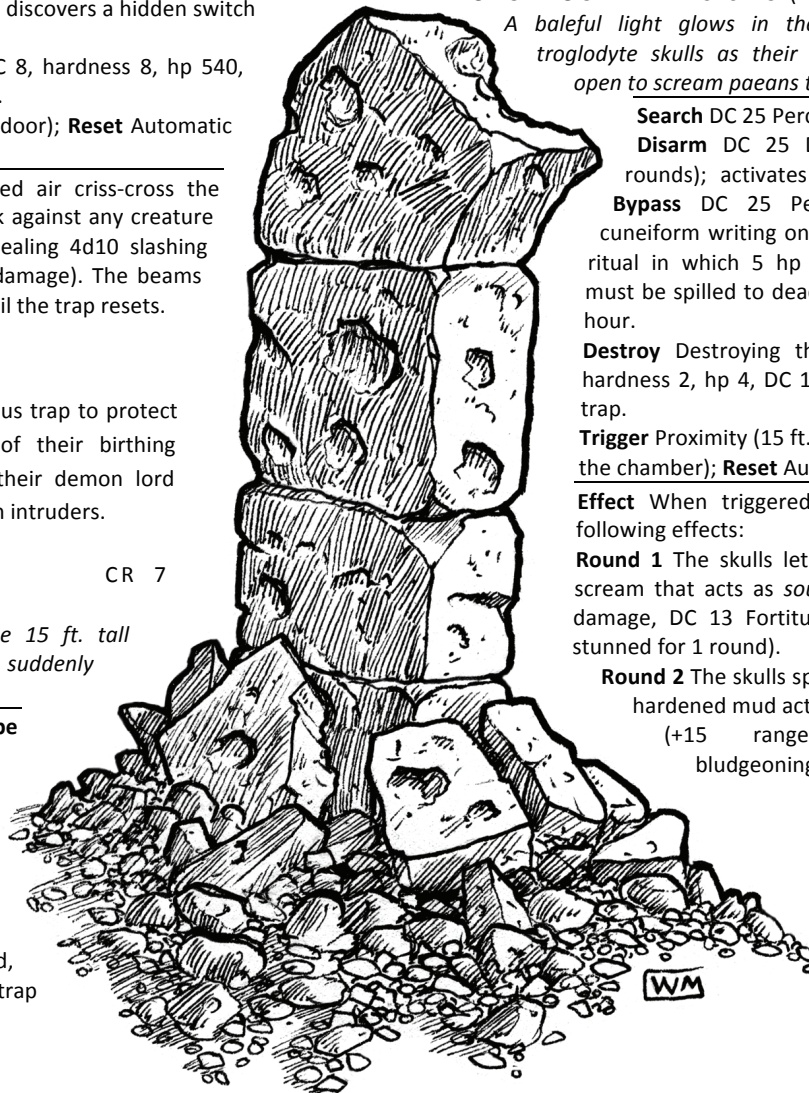 discovers a hidden switch
8, hardness 8, hp 540,
door); Reset Automatic
ed air criss-cross the
against any creature
ealing 4d10 slashing
damage). The beams
il the trap resets.
us trap to protect
of their birthing
their demon lord
intruders.
CR 7
15 ft. tall
suddenly
pe
d,
trap
A baleful light glows in the
troglodyte skulls as their
open to scream paeans t
Search DC 25 Perc
Disarm DC 25 D
rounds); activates
Bypass DC 25 Pe
cuneiform writing on
ritual in which 5 hp
must be spilled to dea
hour.
Destroy Destroying th
hardness 2, hp 4, DC 1
trap.
Trigger Proximity (15 ft.
the chamber); Reset Au
Effect When triggered
following effects:
Round 1 The skulls let
scream that acts as sou
damage, DC 13 Fortitu
stunned for 1 round).
Round 2 The skulls sp
hardened mud act
(+15 range
bludgeoning
WM